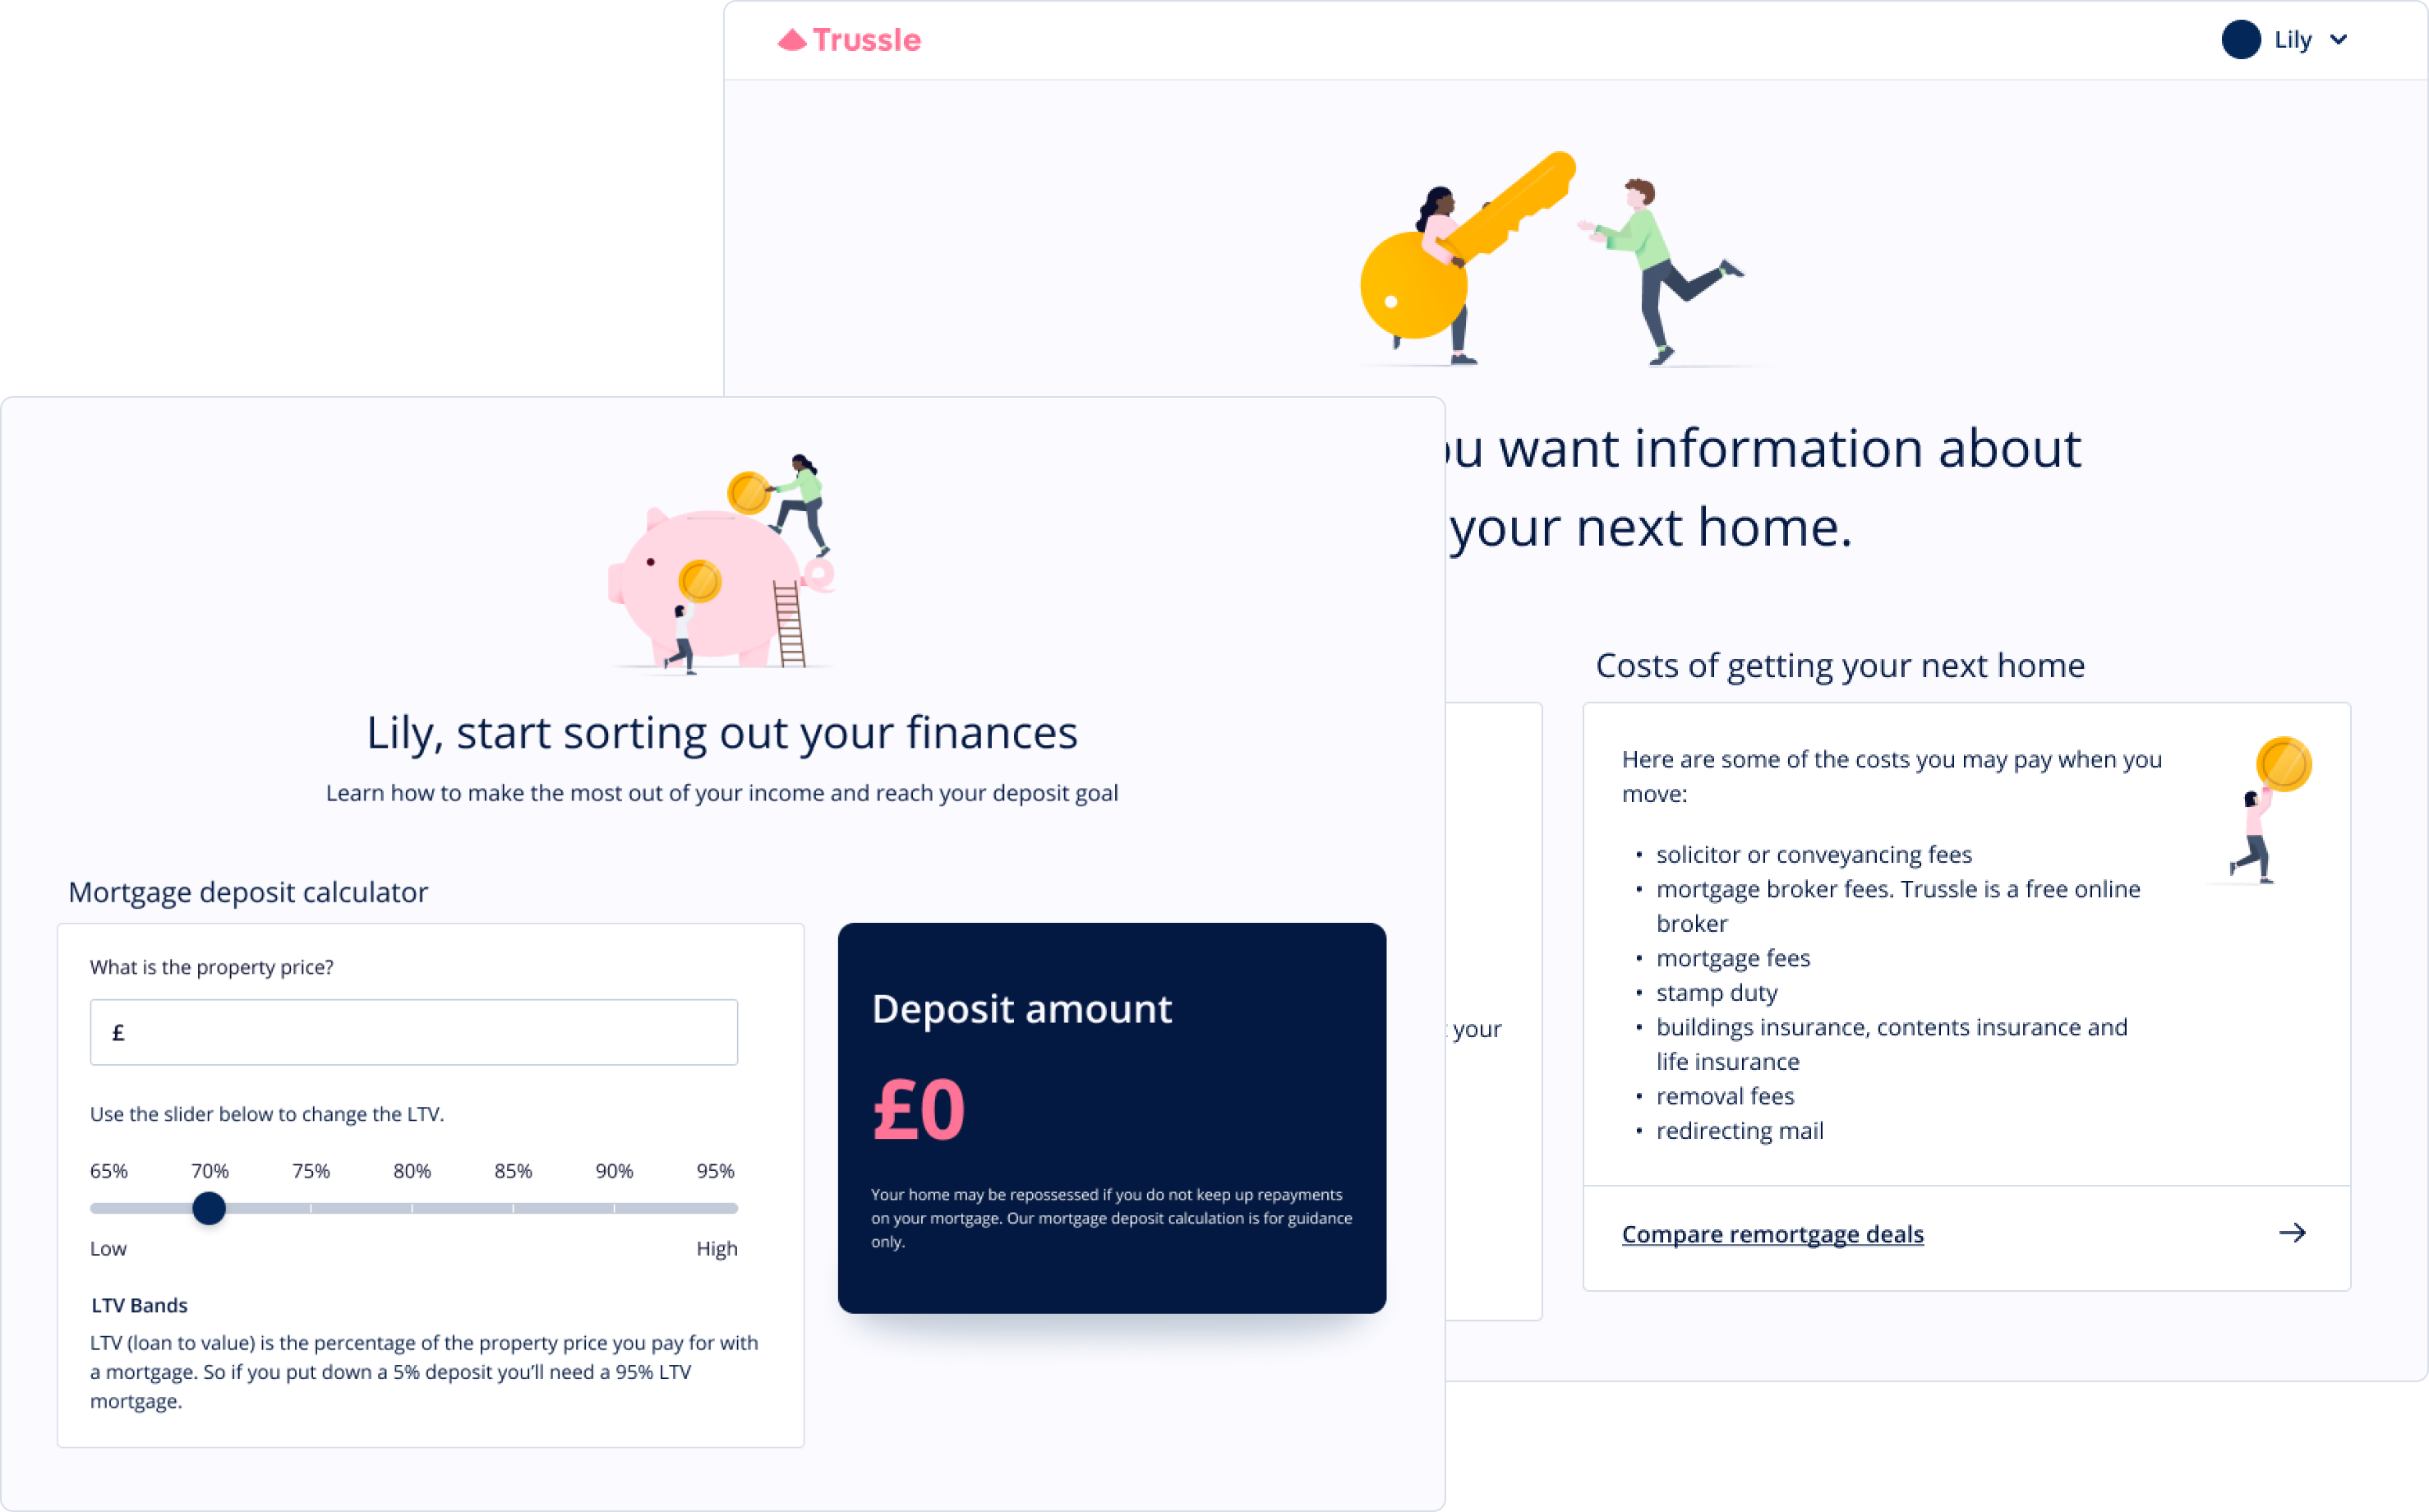 Trussle
Lily
want information about
your next home.
Costs of getting your next home
Here are some of the costs you may pay when you
move:
• solicitor or conveyancing fees
• mortgage broker fees. Trussle is a free online
broker
• mortgage fees
• stamp duty
• buildings insurance, contents insurance and
life insurance
• removal fees
• redirecting mail
Compare remortgage deals
your
Lily, start sorting out your finances
Learn how to make the most out of your income and reach your deposit goal
Mortgage deposit calculator
What is the property price?
£
Use the slider below to change the LTV.
65% 70% 75% 80% 85% 90% 95%
Low High
LTV Bands
LTV (loan to value) is the percentage of the property price you pay for with
a mortgage. So if you put down a 5% deposit you'll need a 95% LTV
mortgage.
Deposit amount
£0
Your home may be repossessed if you do not keep up repayments
on your mortgage. Our mortgage deposit calculation is for guidance
only.